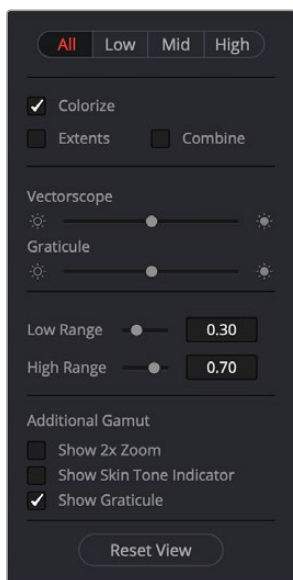 All Low Mid High
Colorize
Extents Combine
Vectorscope
Graticule
Low Range 0.30
High Range 0.70
Additional Gamut
Show 2x Zoom
Show Skin Tone Indicator
Show Graticule
Reset View